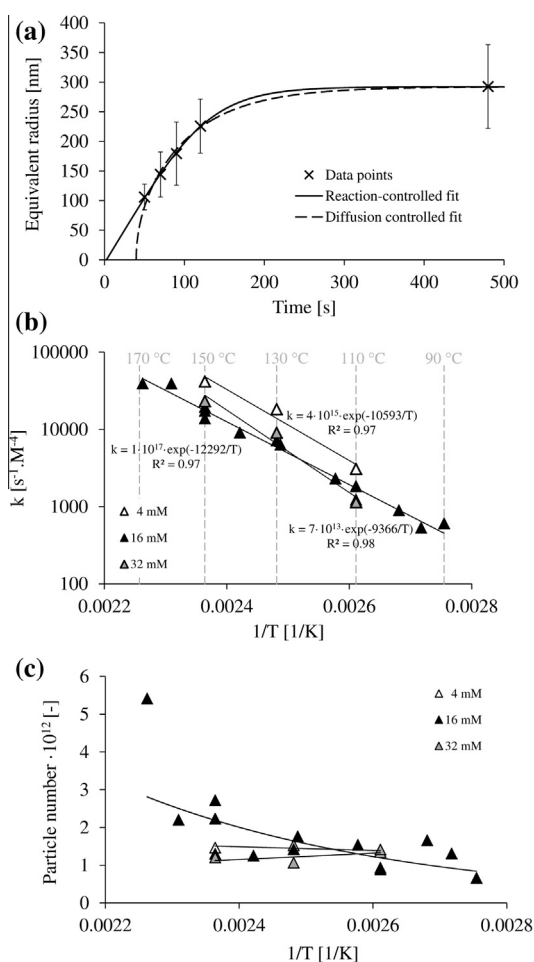 (a)
400
350
300
250
200
150
100
50
0
Equivalent radius [nm]
Data points
Reaction-controlled fit
Diffusion controlled fit
0 100 200 300 400 500
Time [s]
(b)
170 °C 150 °C 130 °C 110 °C 90 °C
100000
10000
1000
100
k [s⁻¹.M⁻⁴]
k = 4·10¹⁵·exp(-10593/T)
R² = 0.97
k = 1·10¹⁷·exp(-12292/T)
R² = 0.97
k = 7·10¹³·exp(-9366/T)
R² = 0.98
4 mM
16 mM
32 mM
0.0022 0.0024 0.0026 0.0028
1/T [1/K]
(c)
6
5
4
3
2
1
0
Particle number · 10¹² [-]
4 mM
16 mM
32 mM
0.0022 0.0024 0.0026 0.0028
1/T [1/K]